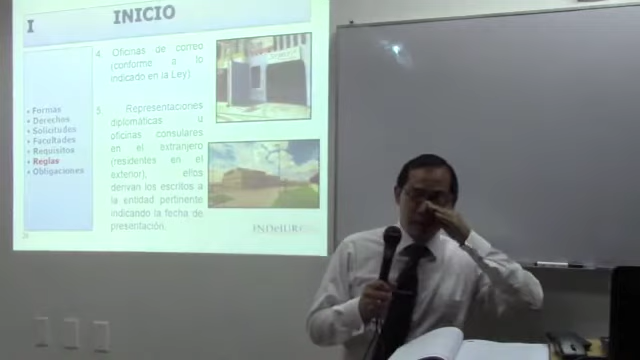 I INICIO
4. Oficinas de correo
(conforme a lo
indicado en la Ley).
• Formas
• Derechos
• Solicitudes
• Facultades
• Requisitos
• Reglas
• Obligaciones
5. Representaciones
diplomáticas u
oficinas consulares
en el extranjero
(residentes en el
exterior), ellos
derivan los escritos a
la entidad pertinente
indicando la fecha de
presentación.
INDeIUR